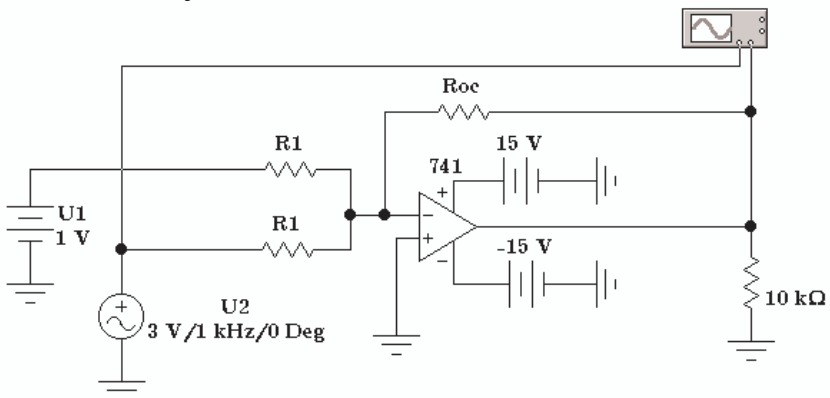 Roc
R1
15 V
741
+
U1
1 V
R1
−
+
-15 V
−
10 kΩ
+
U2
3 V/1 kHz/0 Deg